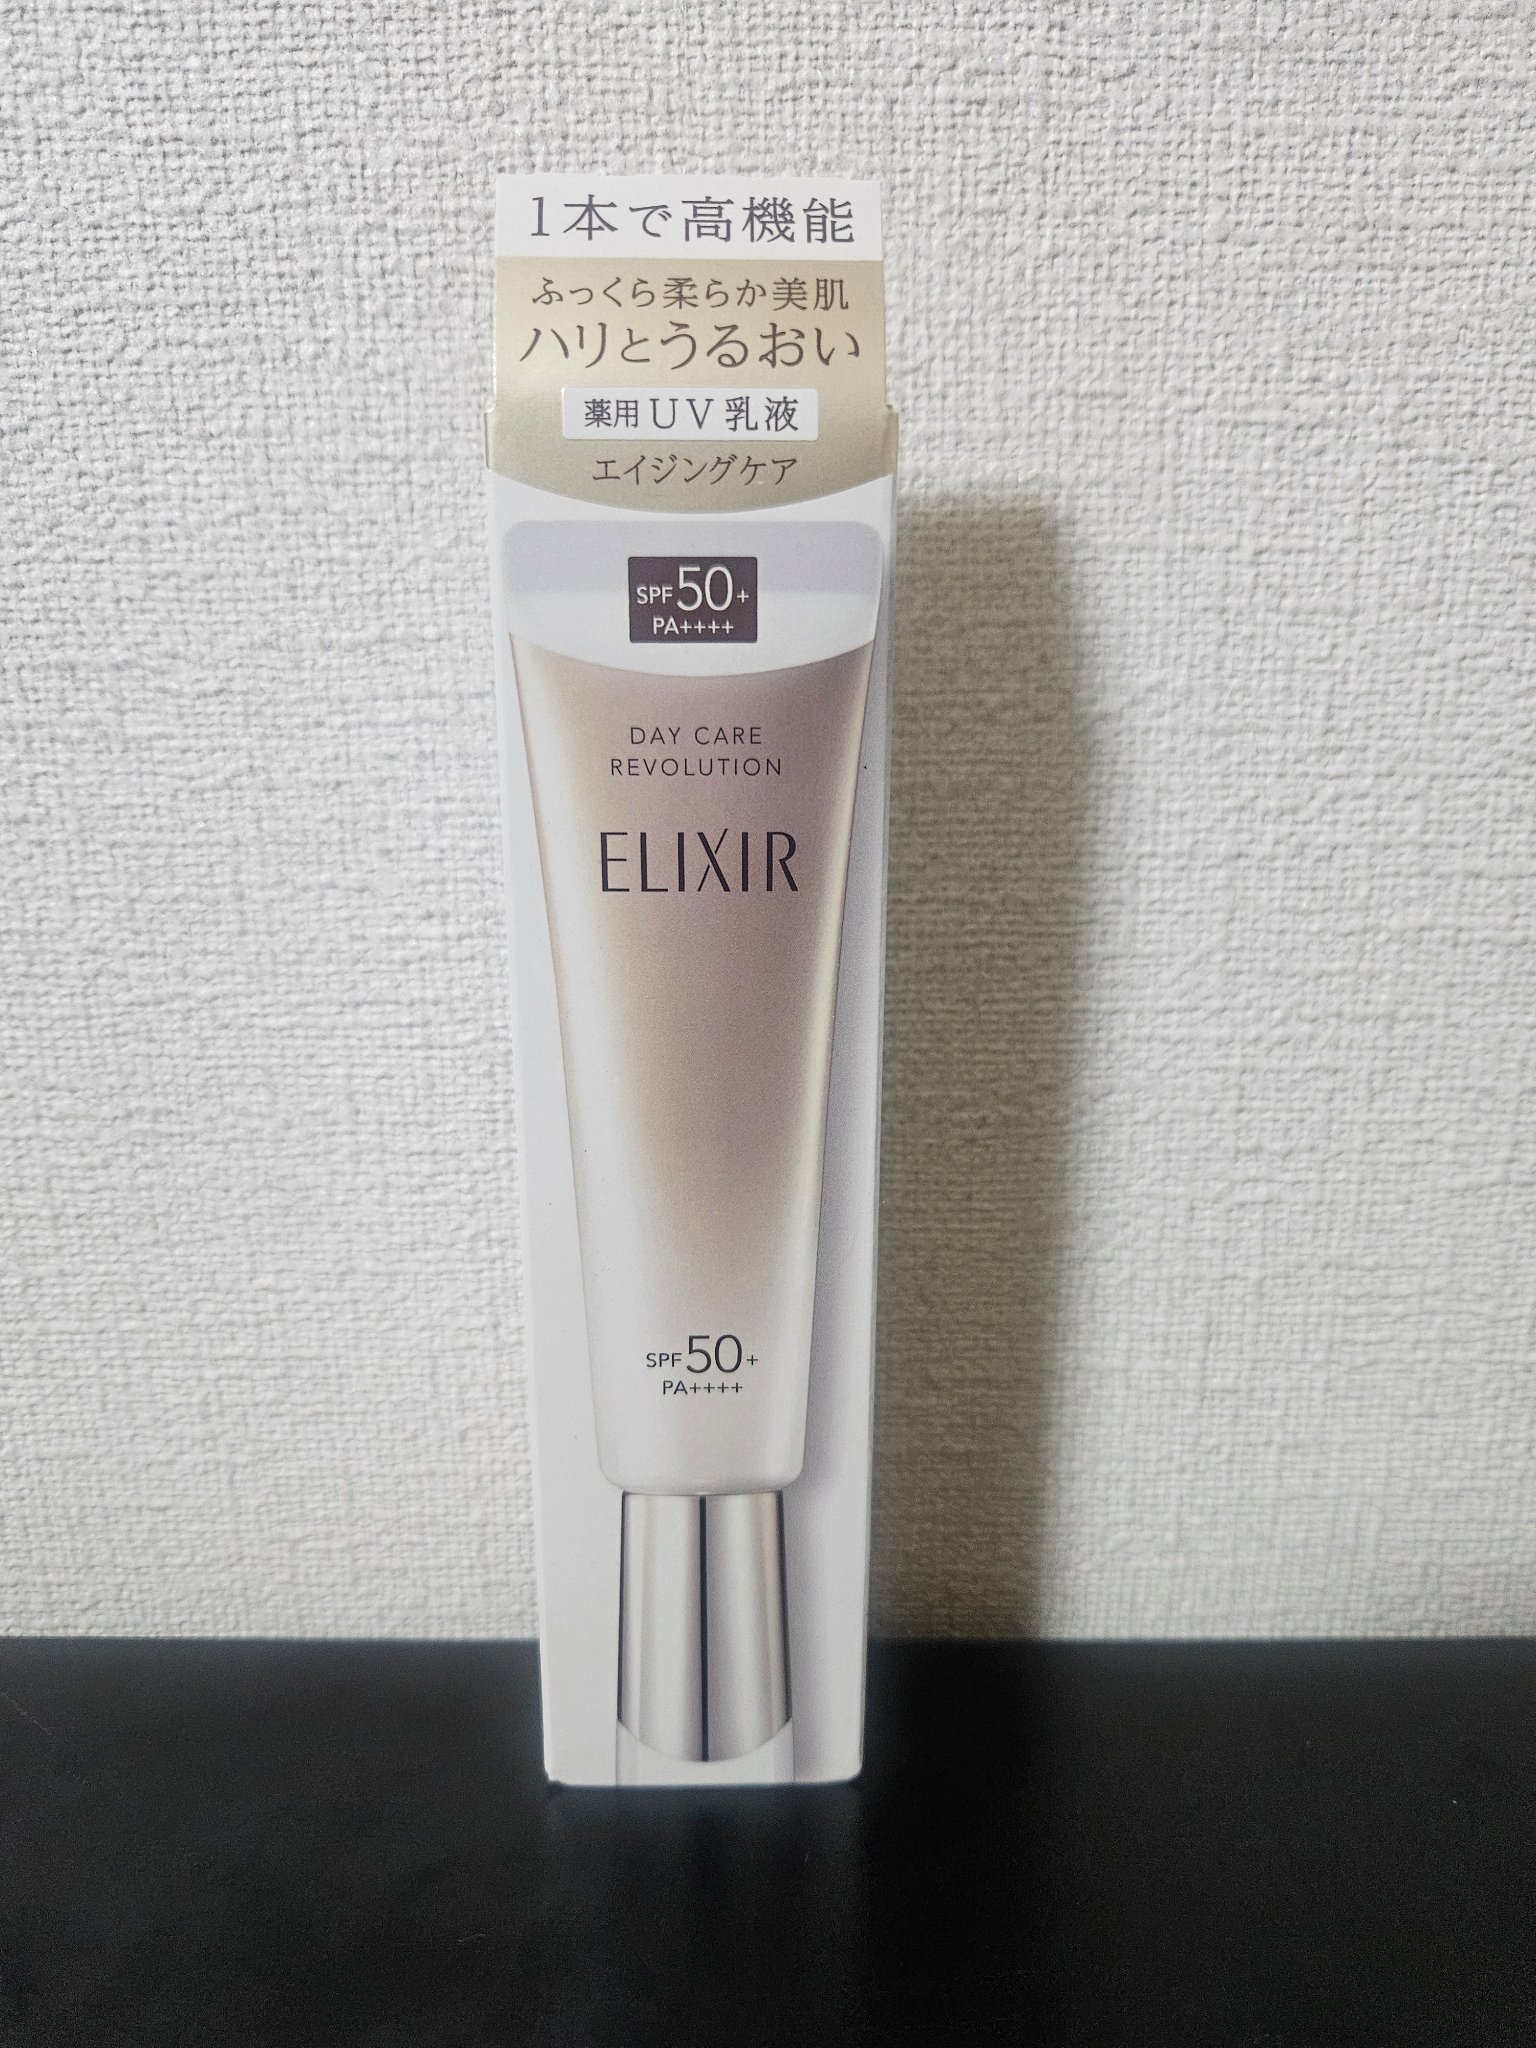 1本で高機能
ふっくら柔らか美肌
ハリとうるおい
薬用UV乳液
エイジングケア
SPF50+
PA++++
DAY CARE
REVOLUTION
ELIXIR
SPF50+
PA++++